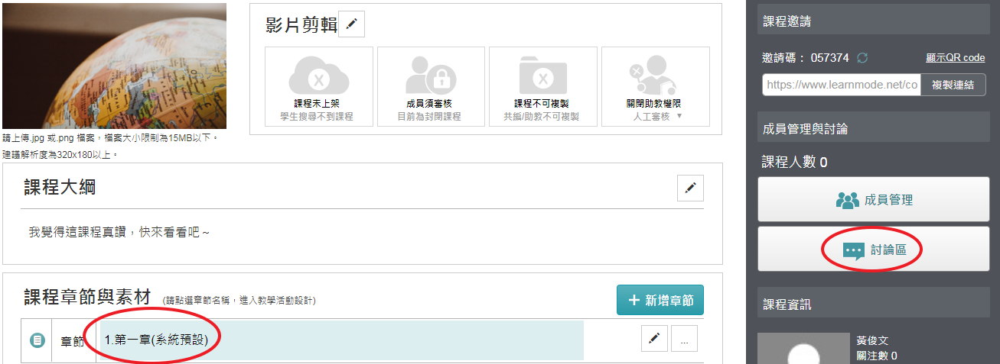 影片剪輯
課程未上架
學生搜尋不到課程
成員須審核
目前為封閉課程
課程不可複製
共編/助教不可複製
關閉助教權限
人工審核 ▼
請上傳.jpg 或.png 檔案，檔案大小限制為15MB以下。
建議解析度為320x180以上。
課程大綱
我覺得這課程真讚，快來看看吧～
課程章節與素材 (請點選章節名稱，進入教學活動設計)
＋ 新增章節
章節
1.第一章(系統預設)
...
課程邀請
邀請碼： 057374
顯示QR code
https://www.learnmode.net/co
複製連結
成員管理與討論
課程人數 0
成員管理
討論區
課程資訊
黃俊文
關注數 0